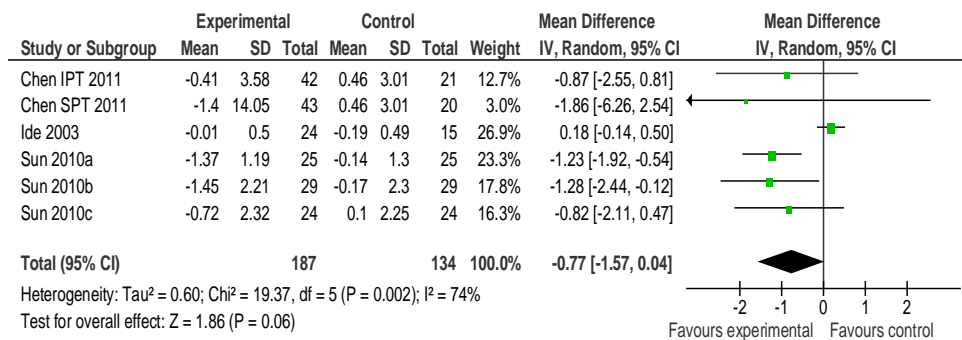 Experimental Control Mean Difference Mean Difference
Study or Subgroup Mean SD Total Mean SD Total Weight IV, Random, 95% CI IV, Random, 95% CI
Chen IPT 2011 -0.41 3.58 42 0.46 3.01 21 12.7% -0.87 [-2.55, 0.81]
Chen SPT 2011 -1.4 14.05 43 0.46 3.01 20 3.0% -1.86 [-6.26, 2.54]
Ide 2003 -0.01 0.5 24 -0.19 0.49 15 26.9% 0.18 [-0.14, 0.50]
Sun 2010a -1.37 1.19 25 -0.14 1.3 25 23.3% -1.23 [-1.92, -0.54]
Sun 2010b -1.45 2.21 29 -0.17 2.3 29 17.8% -1.28 [-2.44, -0.12]
Sun 2010c -0.72 2.32 24 0.1 2.25 24 16.3% -0.82 [-2.11, 0.47]
Total (95% CI) 187 134 100.0% -0.77 [-1.57, 0.04]
Heterogeneity: Tau² = 0.60; Chi² = 19.37, df = 5 (P = 0.002); I² = 74%
Test for overall effect: Z = 1.86 (P = 0.06)
-2 -1 0 1 2
Favours experimental Favours control